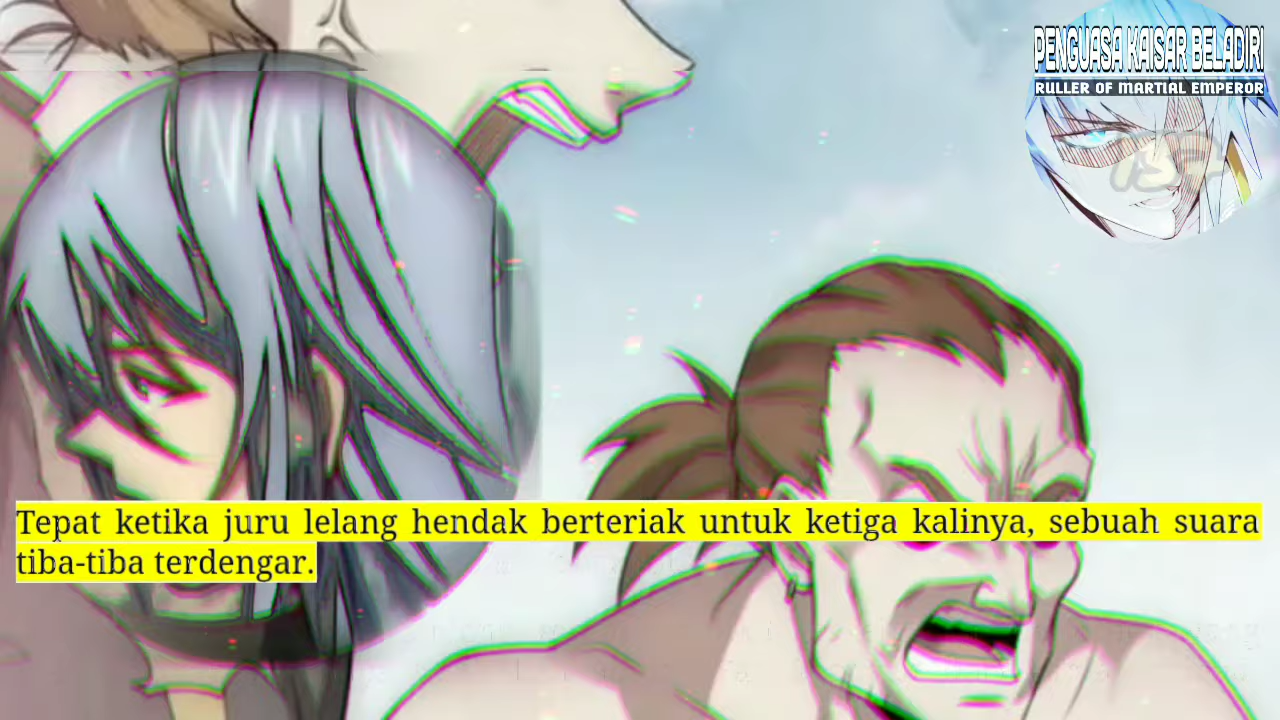 PENGUASA KAISAR BELADIRI
RULLER OF MARTIAL EMPEROR
Tepat ketika juru lelang hendak berteriak untuk ketiga kalinya, sebuah suara
tiba-tiba terdengar.